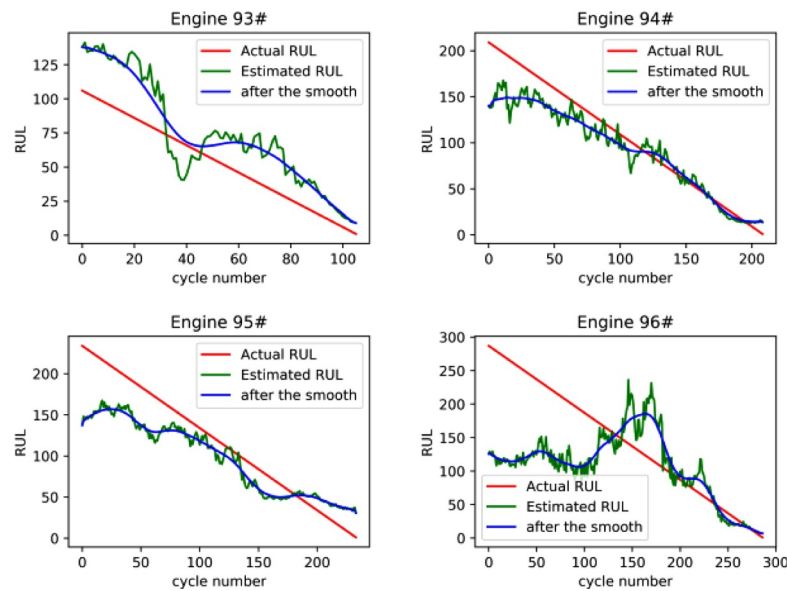 Engine 93#
RUL
125
100
75
50
25
0
Actual RUL
Estimated RUL
after the smooth
0 20 40 60 80 100
cycle number
Engine 94#
RUL
200
150
100
50
0
Actual RUL
Estimated RUL
after the smooth
0 50 100 150 200
cycle number
Engine 95#
RUL
200
150
100
50
0
Actual RUL
Estimated RUL
after the smooth
0 50 100 150 200
cycle number
Engine 96#
RUL
300
250
200
150
100
50
0
Actual RUL
Estimated RUL
after the smooth
0 50 100 150 200 250 300
cycle number